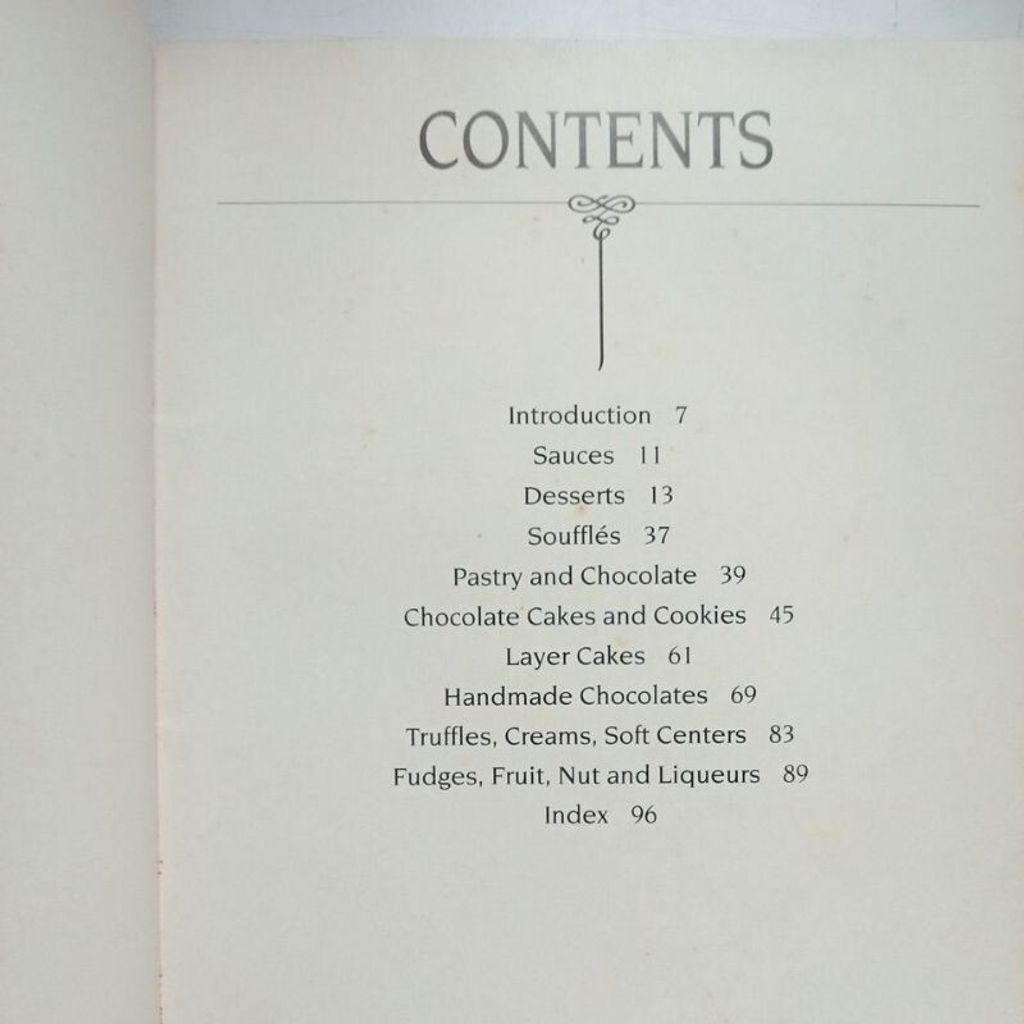 CONTENTS
Introduction 7
Sauces 11
Desserts 13
Soufflés 37
Pastry and Chocolate 39
Chocolate Cakes and Cookies 45
Layer Cakes 61
Handmade Chocolates 69
Truffles, Creams, Soft Centers 83
Fudges, Fruit, Nut and Liqueurs 89
Index 96